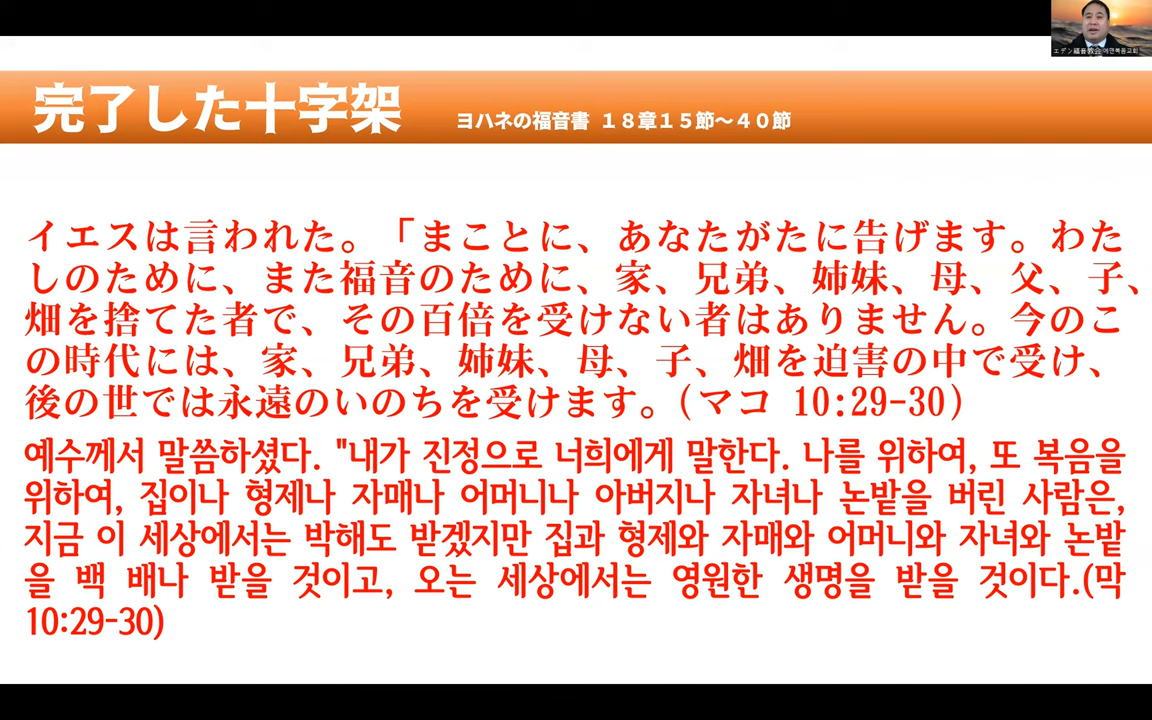 エデン福音教会 에덴복음교회
完了した十字架
ヨハネの福音書 １８章１５節～４０節
イエスは言われた。「まことに、あなたがたに告げます。わた
しのために、また福音のために、家、兄弟、姉妹、母、父、子、
畑を捨てた者で、その百倍を受けない者はありません。今のこ
の時代には、家、兄弟、姉妹、母、子、畑を迫害の中で受け、
後の世では永遠のいのちを受けます。(マコ 10:29-30)
예수께서 말씀하셨다. "내가 진정으로 너희에게 말한다. 나를 위하여, 또 복음을
위하여, 집이나 형제나 자매나 어머니나 아버지나 자녀나 논밭을 버린 사람은,
지금 이 세상에서는 박해도 받겠지만 집과 형제와 자매와 어머니와 자녀와 논밭
을 백 배나 받을 것이고, 오는 세상에서는 영원한 생명을 받을 것이다.(막
10:29-30)